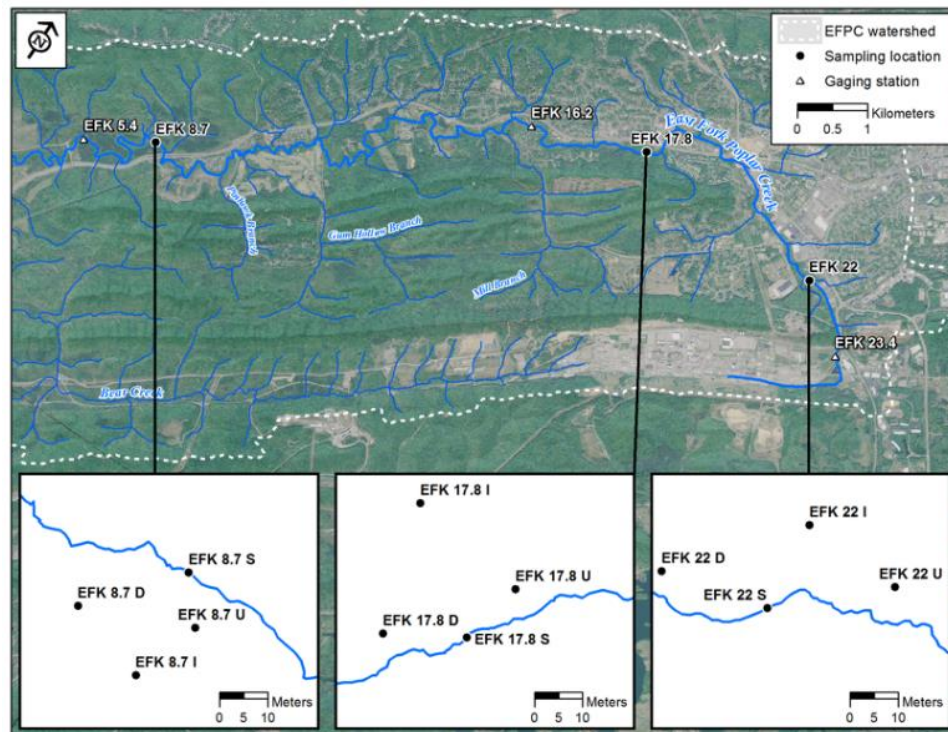 N
EFPC watershed
Sampling location
Gaging station
Kilometers
0 0.5 1
EFK 5.4
EFK 8.7
EFK 16.2
EFK 17.8
East Fork Poplar Creek
Gum Hollow Branch
Mill Branch
EFK 22
EFK 23.4
Bear Creek
EFK 8.7 S
EFK 8.7 D
EFK 8.7 U
EFK 8.7 I
Meters
0 5 10
EFK 17.8 I
EFK 17.8 U
EFK 17.8 D
EFK 17.8 S
Meters
0 5 10
EFK 22 I
EFK 22 D
EFK 22 U
EFK 22 S
Meters
0 5 10